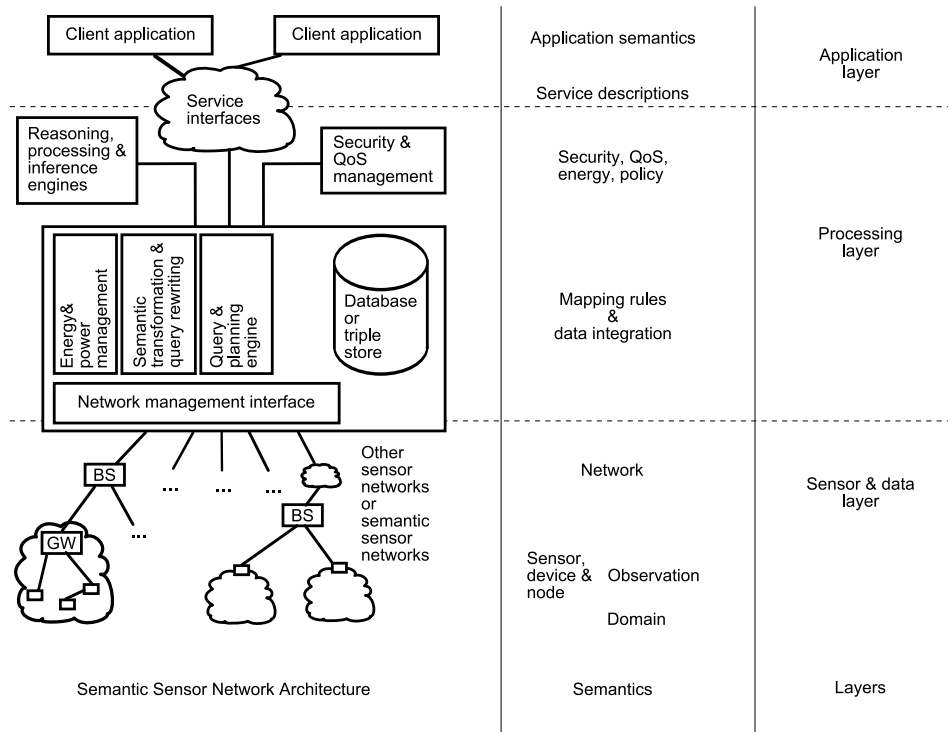 Client application
Client application
Service
interfaces
Reasoning,
processing &
inference
engines
Security &
QoS
management
Energy&
power
management
Semantic
transformation &
query rewriting
Query &
planning
engine
Database
or
triple
store
Network management interface
BS
...
...
...
...
...
BS
GW
Other
sensor
networks
or
semantic
sensor
networks
Semantic Sensor Network Architecture
Application semantics
Service descriptions
Security, QoS,
energy, policy
Mapping rules
&
data integration
Network
Sensor,
device &
node
Observation
Domain
Semantics
Application
layer
Processing
layer
Sensor & data
layer
Layers